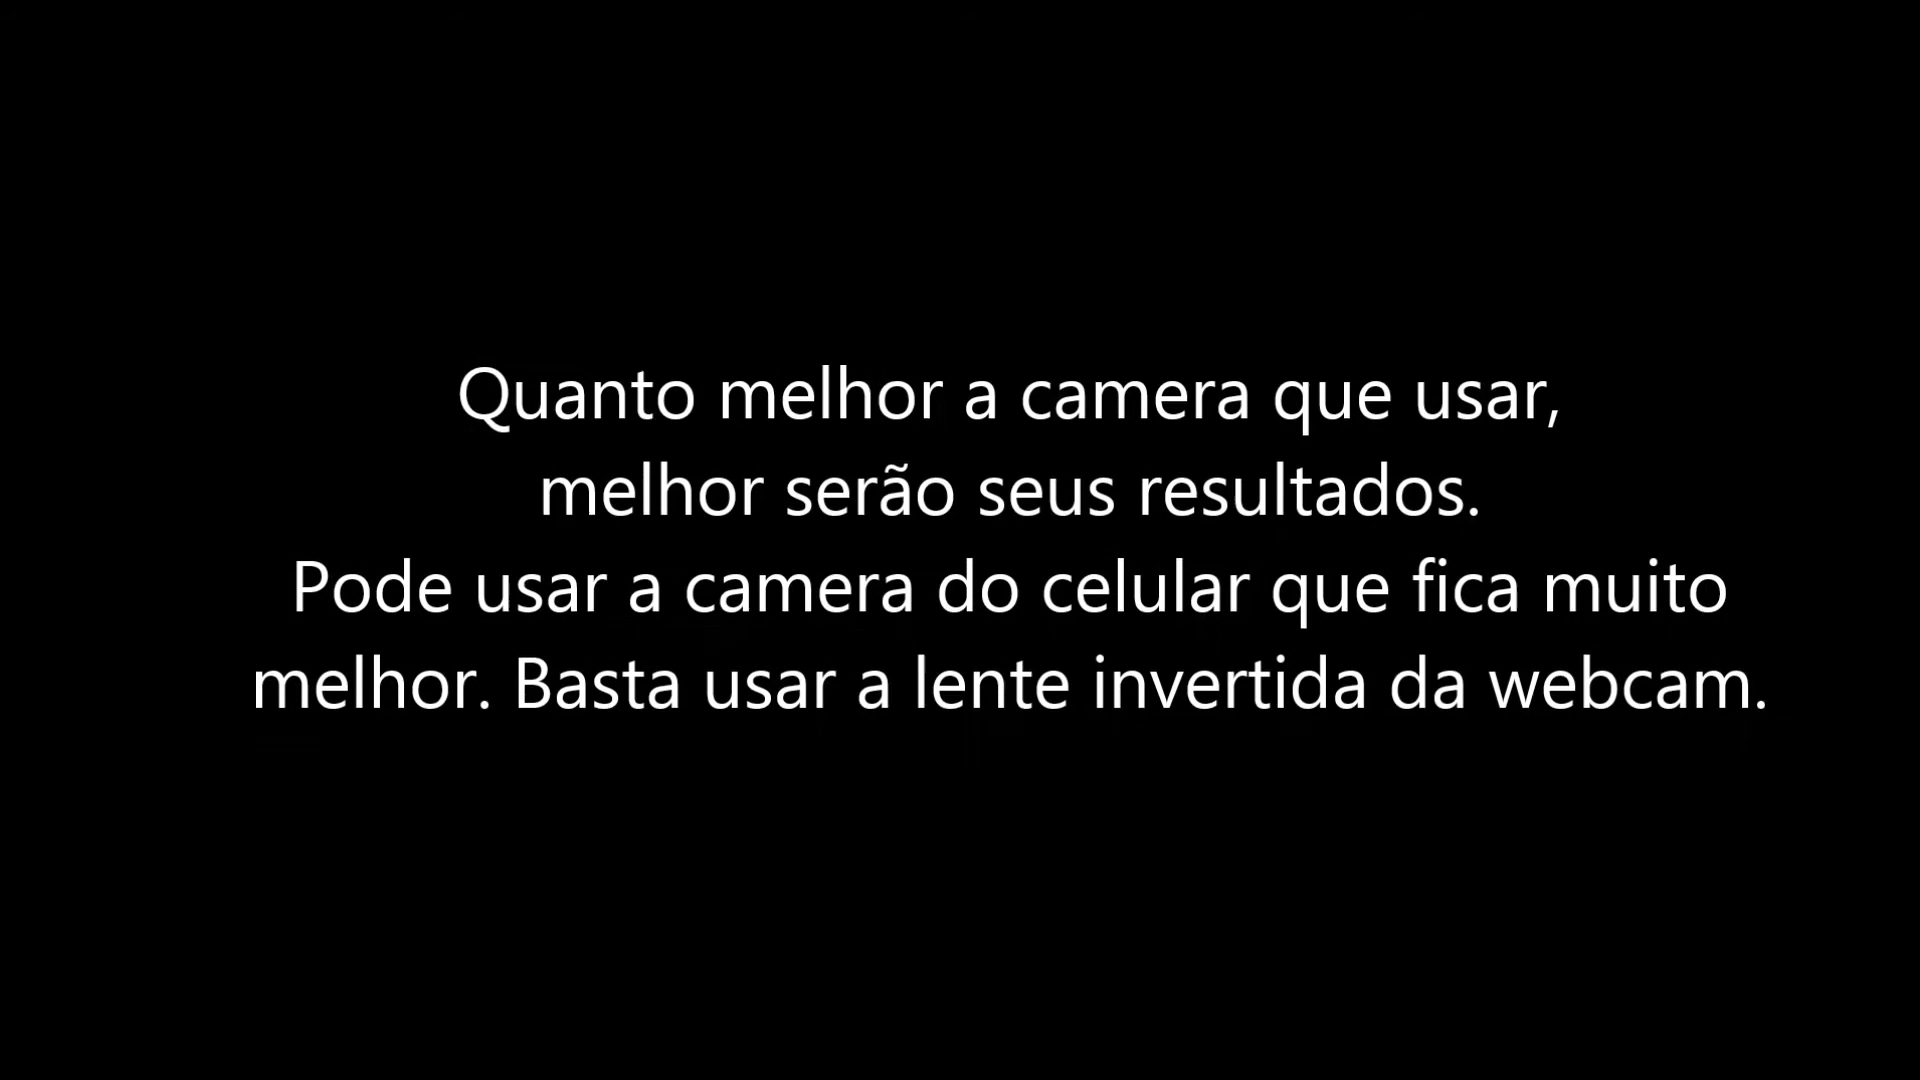 Quanto melhor a camera que usar,
melhor serão seus resultados.
Pode usar a camera do celular que fica muito
melhor. Basta usar a lente invertida da webcam.